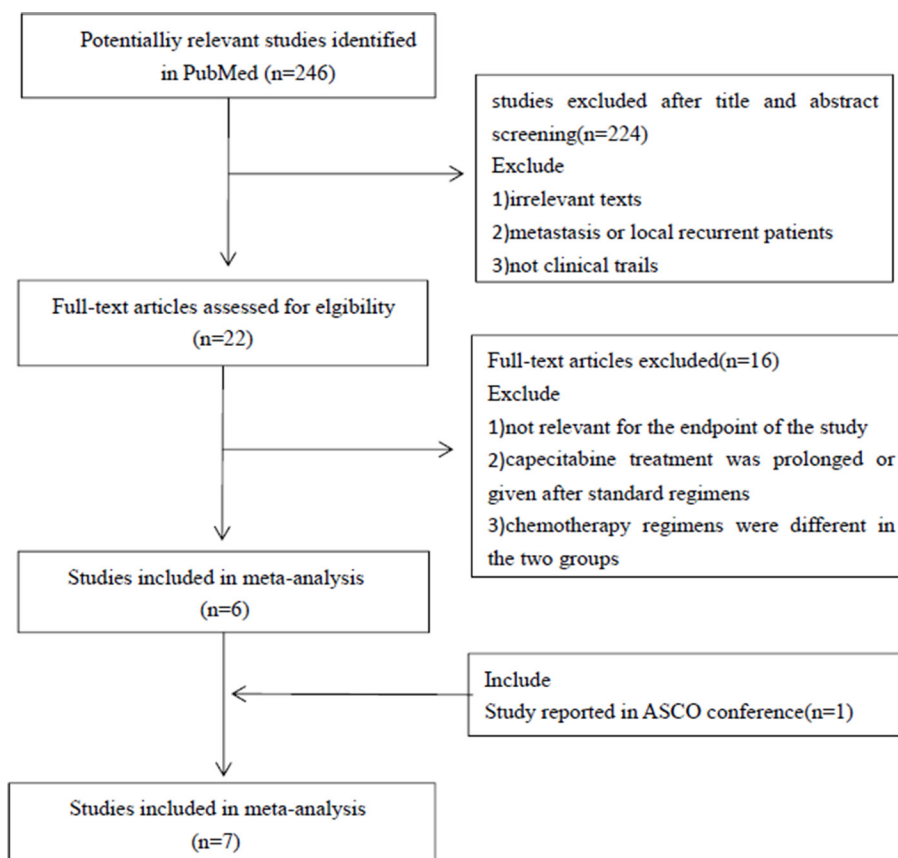 Potentialliy relevant studies identified
in PubMed (n=246)
studies excluded after title and abstract
screening(n=224)
Exclude
1)irrelevant texts
2)metastasis or local recurrent patients
3)not clinical trails
Full-text articles assessed for elgibility
(n=22)
Full-text articles excluded(n=16)
Exclude
1)not relevant for the endpoint of the study
2)capecitabine treatment was prolonged or
given after standard regimens
3)chemotherapy regimens were different in
the two groups
Studies included in meta-analysis
(n=6)
Include
Study reported in ASCO conference(n=1)
Studies included in meta-analysis
(n=7)